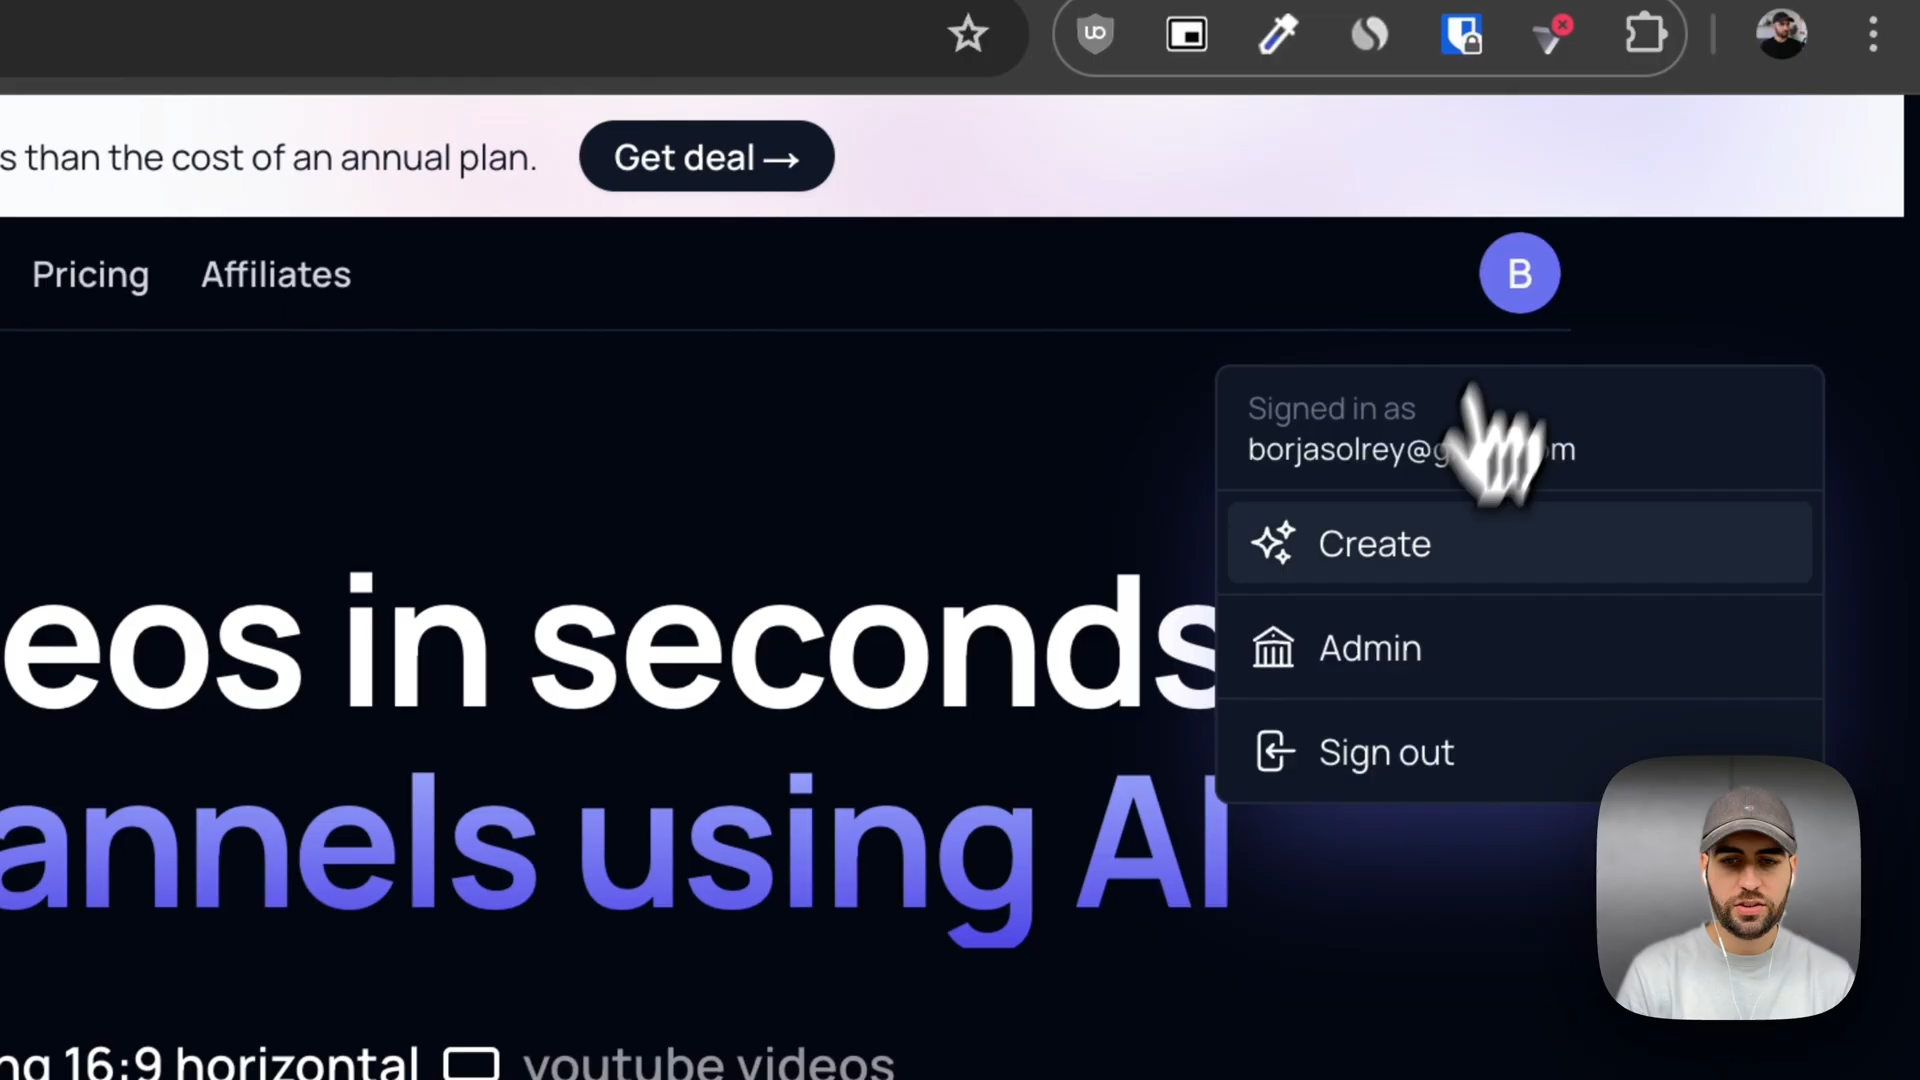 s than the cost of an annual plan. Get deal →
Pricing Affiliates B
Signed in as
borjasolrey@
Create
Admin
Sign out
eos in seconds
annels using AI
ng 16:9 horizontal youtube videos